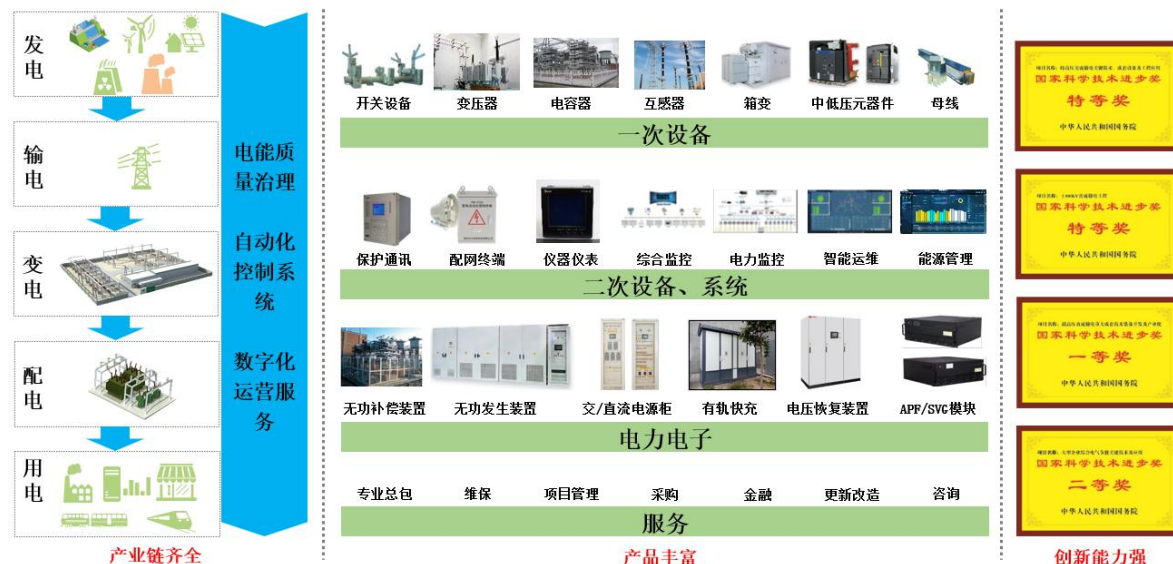 发电
输电
变电
配电
用电
电能质
量治理
自动化
控制系
统
数字化
运营服
务
产业链齐全
开关设备 变压器 电容器 互感器 箱变 中低压元器件 母线
一次设备
保护通讯 配网终端 仪器仪表 综合监控 电力监控 智能运维 能源管理
二次设备、系统
无功补偿装置 无功发生装置 交/直流电源柜 有轨快充 电压恢复装置 APF/SVG模块
电力电子
专业总包 维保 项目管理 采购 金融 更新改造 咨询
服务
产品丰富
国家科学技术进步奖
特等奖
中华人民共和国国务院
国家科学技术进步奖
特等奖
中华人民共和国国务院
国家科学技术进步奖
一等奖
中华人民共和国国务院
国家科学技术进步奖
二等奖
中华人民共和国国务院
创新能力强